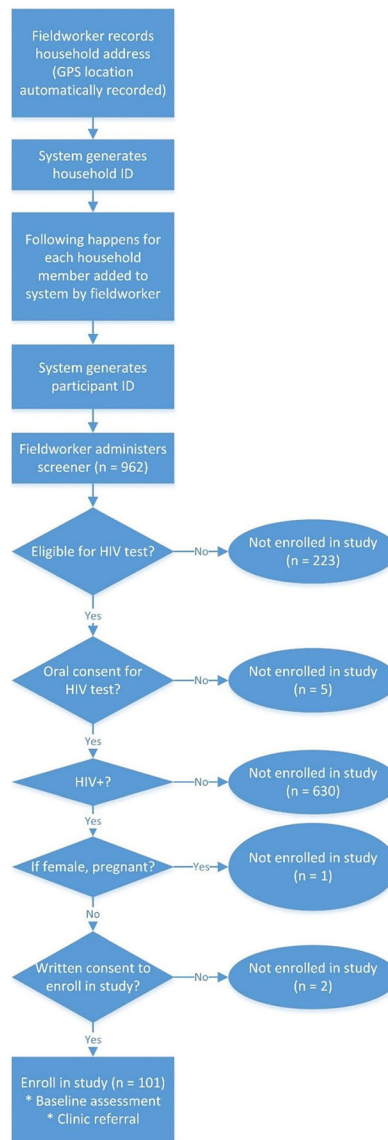 Fieldworker records
household address
(GPS location
automatically recorded)
System generates
household ID
Following happens for
each household
member added to
system by fieldworker
System generates
participant ID
Fieldworker administers
screener (n = 962)
Eligible for HIV test?
No
Not enrolled in study
(n = 223)
Yes
Oral consent for
HIV test?
No
Not enrolled in study
(n = 5)
Yes
HIV+?
No
Not enrolled in study
(n = 630)
Yes
If female, pregnant?
Yes
Not enrolled in study
(n = 1)
No
Written consent to
enroll in study?
No
Not enrolled in study
(n = 2)
Yes
Enroll in study (n = 101)
* Baseline assessment
* Clinic referral